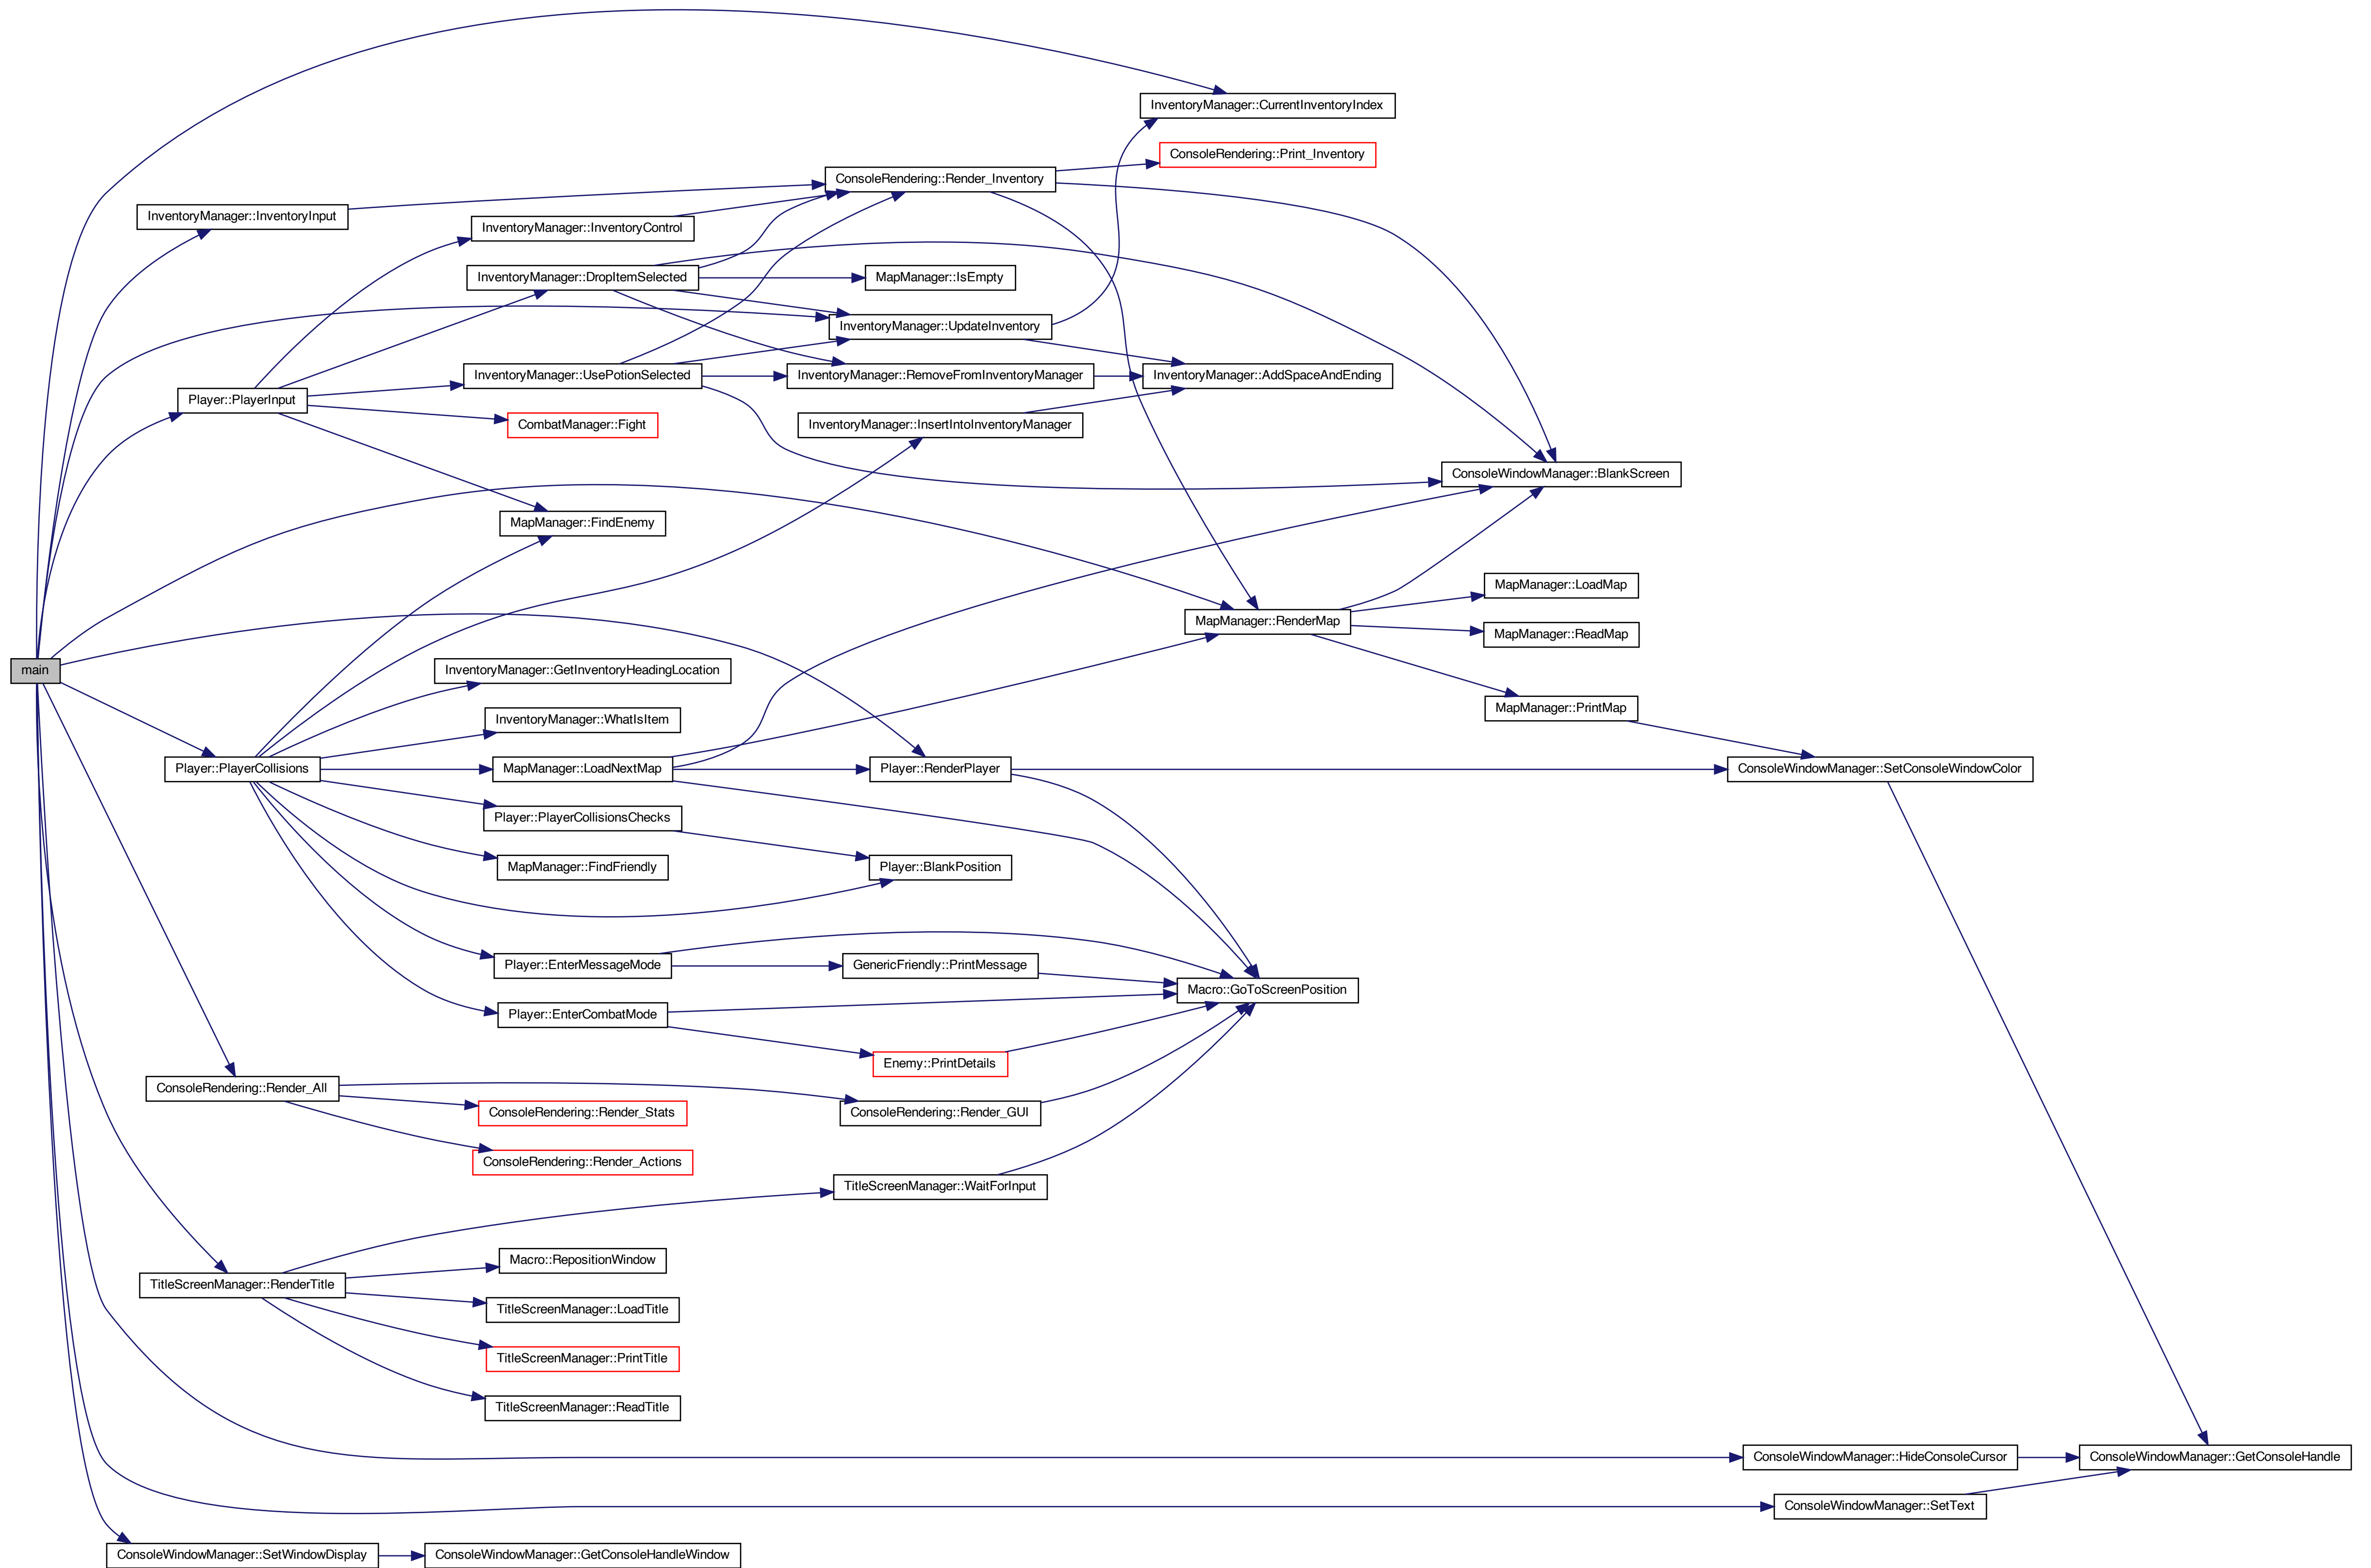 InventoryManager::CurrentInventoryIndex
ConsoleRendering::Print_Inventory
ConsoleRendering::Render_Inventory
InventoryManager::InventoryInput
InventoryManager::InventoryControl
InventoryManager::DropItemSelected
MapManager::IsEmpty
InventoryManager::UpdateInventory
InventoryManager::UsePotionSelected
InventoryManager::RemoveFromInventoryManager
InventoryManager::AddSpaceAndEnding
Player::PlayerInput
CombatManager::Fight
InventoryManager::InsertIntoInventoryManager
ConsoleWindowManager::BlankScreen
MapManager::FindEnemy
MapManager::LoadMap
MapManager::RenderMap
MapManager::ReadMap
main
InventoryManager::GetInventoryHeadingLocation
MapManager::PrintMap
InventoryManager::WhatIsItem
Player::PlayerCollisions
MapManager::LoadNextMap
Player::RenderPlayer
ConsoleWindowManager::SetConsoleWindowColor
Player::PlayerCollisionsChecks
MapManager::FindFriendly
Player::BlankPosition
Player::EnterMessageMode
GenericFriendly::PrintMessage
Macro::GoToScreenPosition
Player::EnterCombatMode
Enemy::PrintDetails
ConsoleRendering::Render_All
ConsoleRendering::Render_Stats
ConsoleRendering::Render_GUI
ConsoleRendering::Render_Actions
TitleScreenManager::WaitForInput
Macro::RepositionWindow
TitleScreenManager::RenderTitle
TitleScreenManager::LoadTitle
TitleScreenManager::PrintTitle
TitleScreenManager::ReadTitle
ConsoleWindowManager::HideConsoleCursor
ConsoleWindowManager::GetConsoleHandle
ConsoleWindowManager::SetText
ConsoleWindowManager::SetWindowDisplay
ConsoleWindowManager::GetConsoleHandleWindow